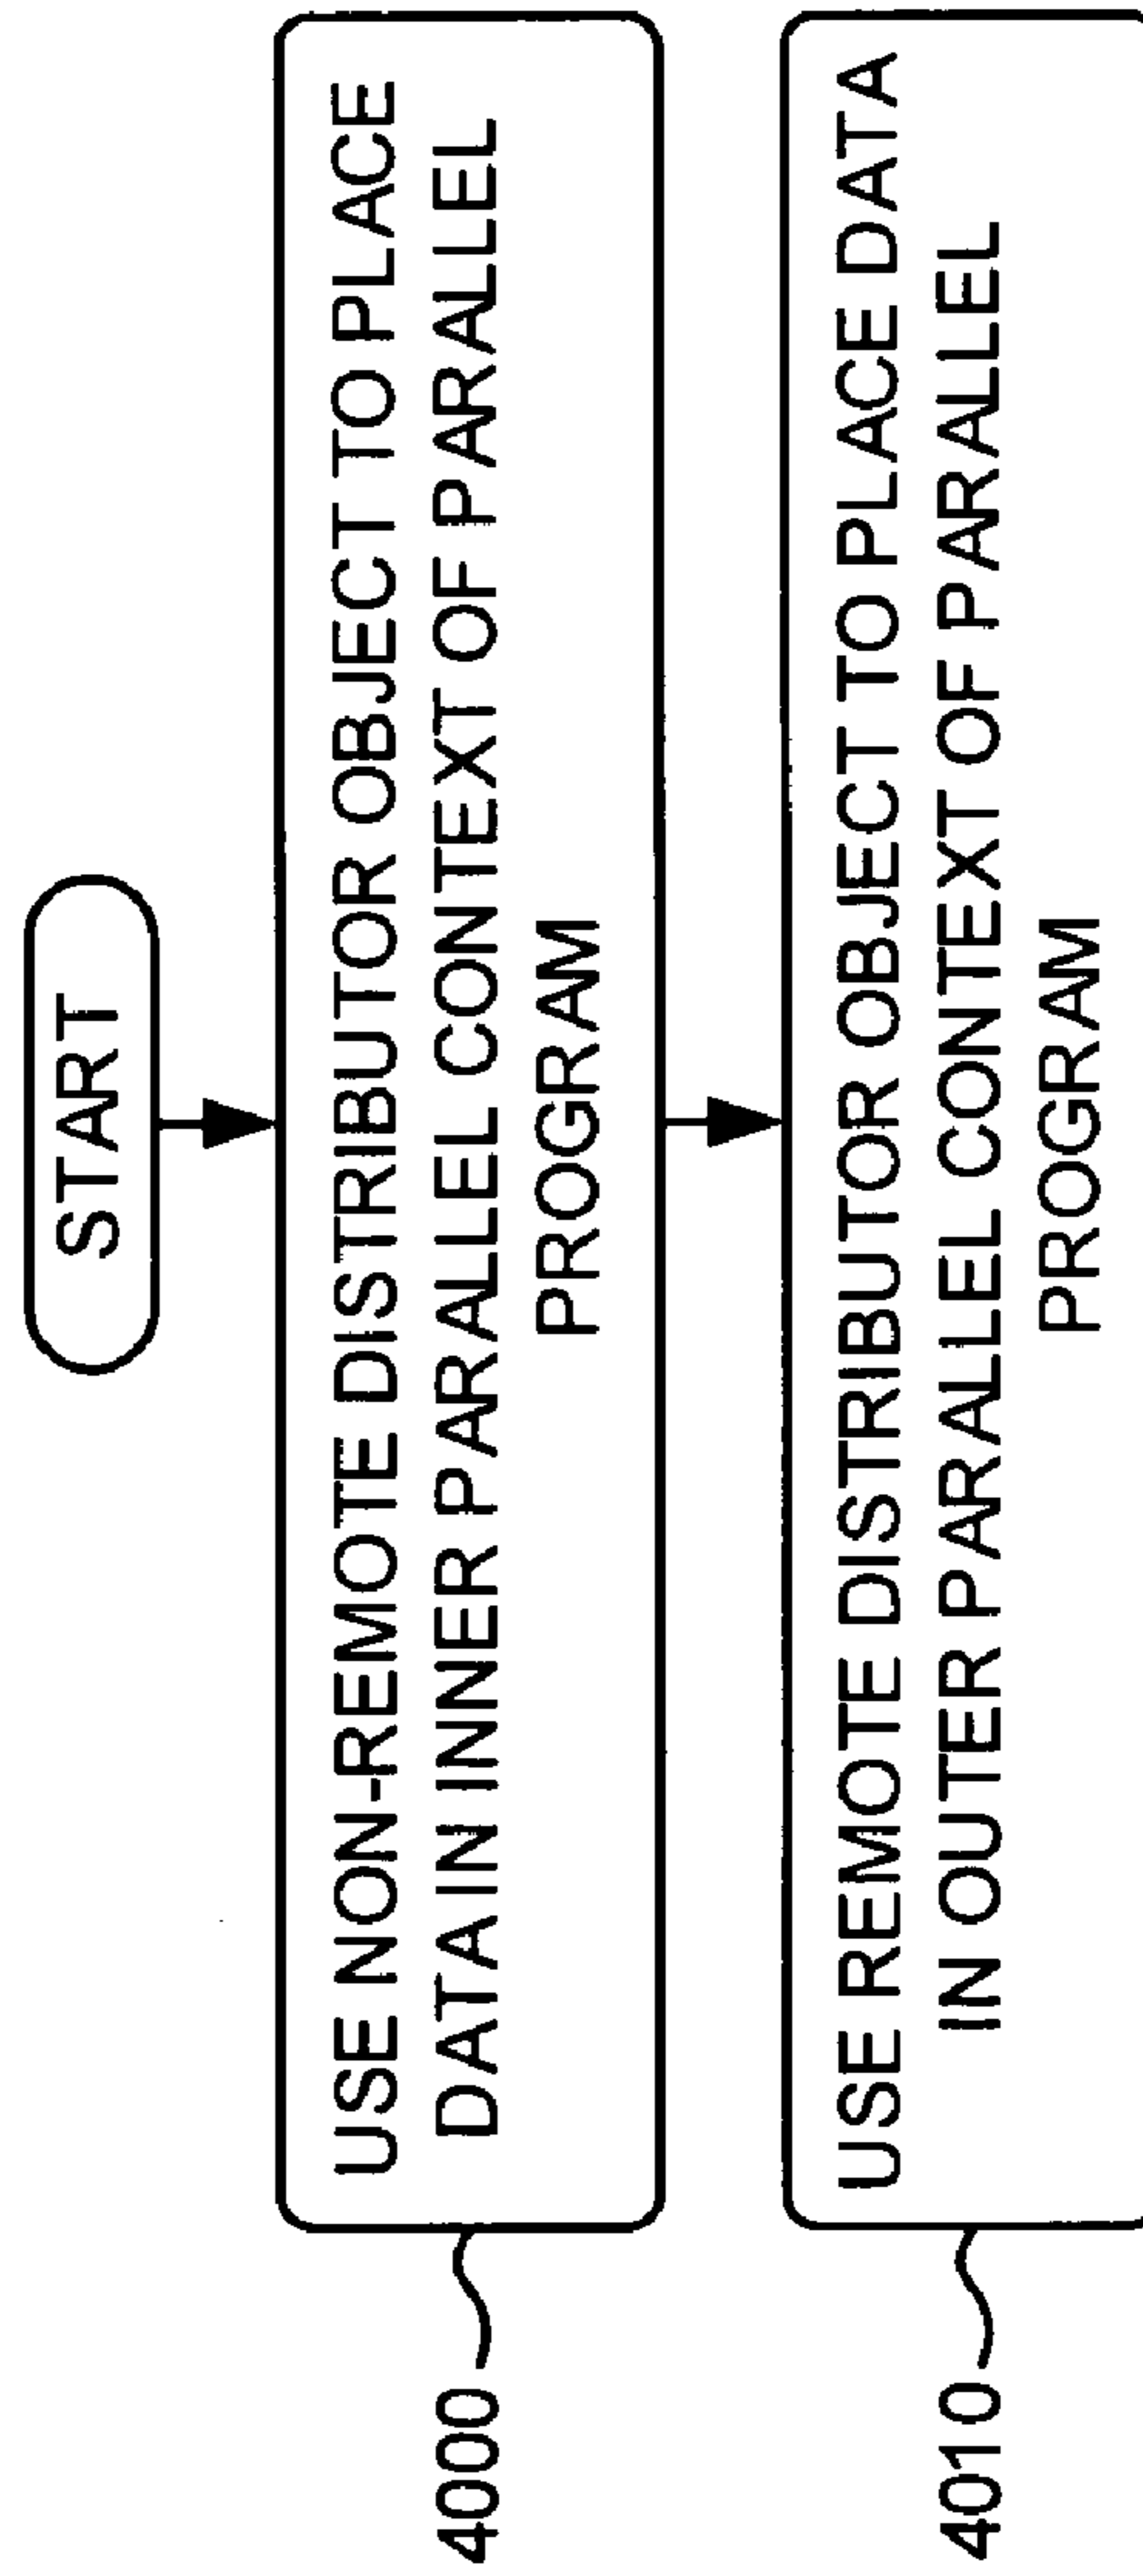 START
4000
USE NON-REMOTE DISTRIBUTOR OBJECT TO PLACE
DATA IN INNER PARALLEL CONTEXT OF PARALLEL
PROGRAM
4010
USE REMOTE DISTRIBUTOR OBJECT TO PLACE DATA
IN OUTER PARALLEL CONTEXT OF PARALLEL
PROGRAM